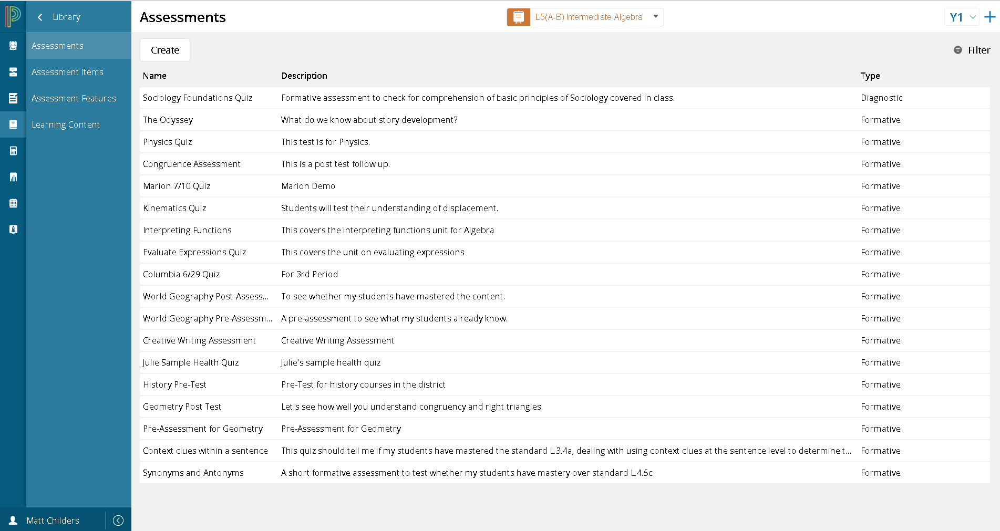 Library
Assessments
L5(A-B) Intermediate Algebra
Y1
Assessments
Assessment Items
Assessment Features
Learning Content
Create
Filter
Name Description Type
Sociology Foundations Quiz Formative assessment to check for comprehension of basic principles of Sociology covered in class. Diagnostic
The Odyssey What do we know about story development? Formative
Physics Quiz This test is for Physics. Formative
Congruence Assessment This is a post test follow up. Formative
Marion 7/10 Quiz Marion Demo Formative
Kinematics Quiz Students will test their understanding of displacement. Formative
Interpreting Functions This covers the interpreting functions unit for Algebra Formative
Evaluate Expressions Quiz This covers the unit on evaluating expressions Formative
Columbia 6/29 Quiz For 3rd Period Formative
World Geography Post-Assess... To see whether my students have mastered the content. Formative
World Geography Pre-Assessm... A pre-assessment to see what my students already know. Formative
Creative Writing Assessment Creative Writing Assessment Formative
Julie Sample Health Quiz Julie's sample health quiz Formative
History Pre-Test Pre-Test for history courses in the district Formative
Geometry Post Test Let's see how well you understand congruency and right triangles. Formative
Pre-Assessment for Geometry Pre-Assessment for Geometry Formative
Context clues within a sentence This quiz should tell me if my students have mastered the standard L.3.4a, dealing with using context clues at the sentence level to determine t... Formative
Synonyms and Antonyms A short formative assessment to test whether my students have mastery over standard L.4.5c Formative
Matt Childers